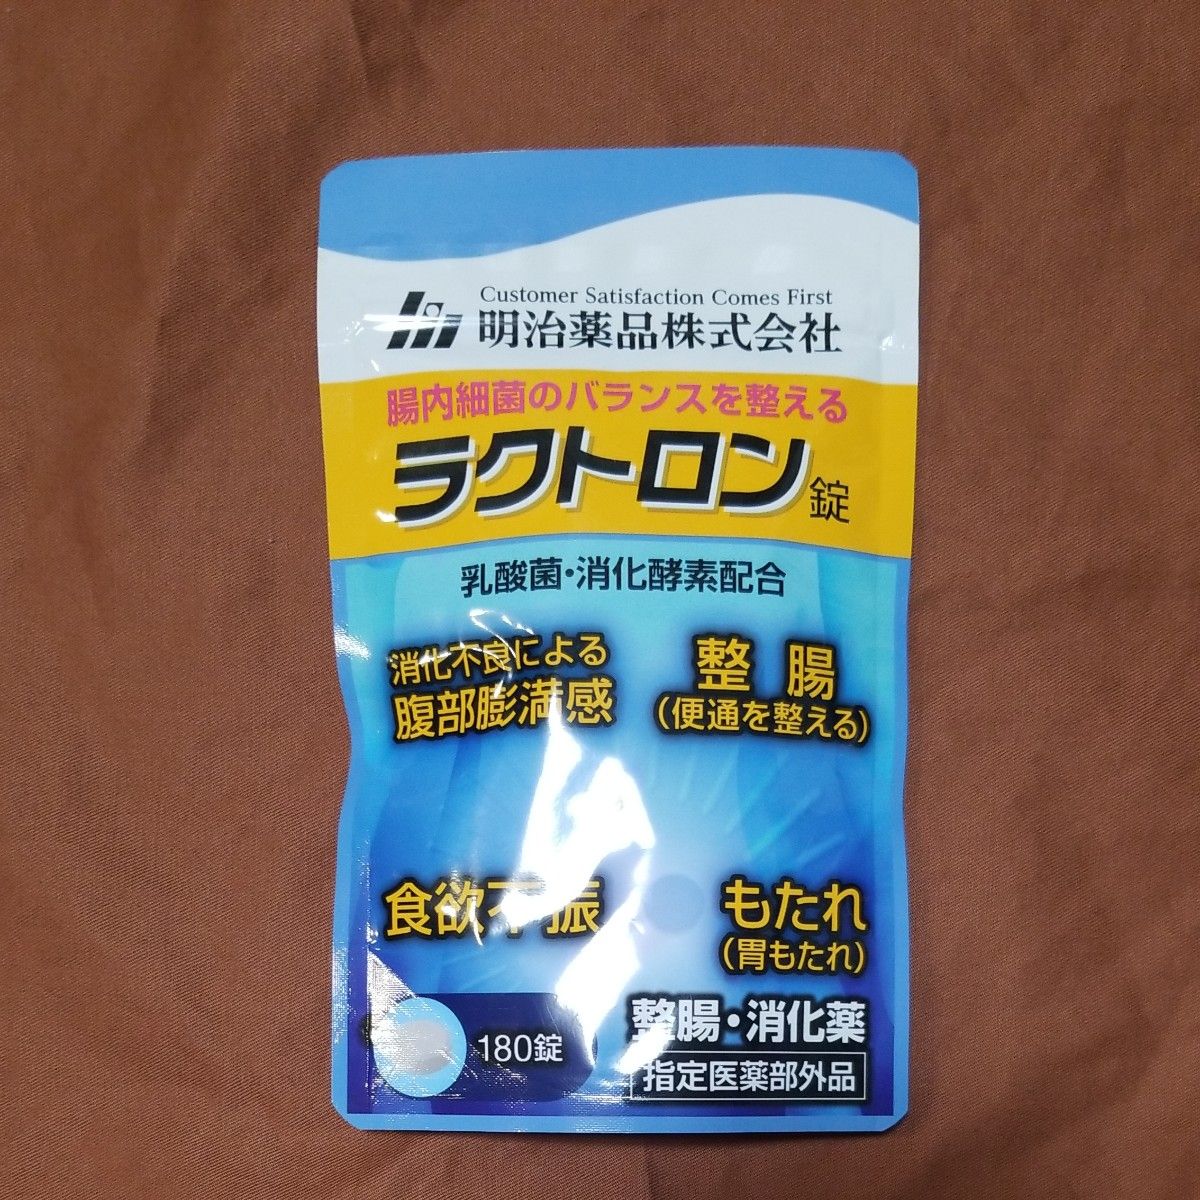 Customer Satisfaction Comes First
明治薬品株式会社
腸内細菌のバランスを整える
ラクトロン錠
乳酸菌・消化酵素配合
消化不良による
腹部膨満感
整腸
(便通を整える)
食欲不振
もたれ
(胃もたれ)
180錠
整腸・消化薬
指定医薬部外品